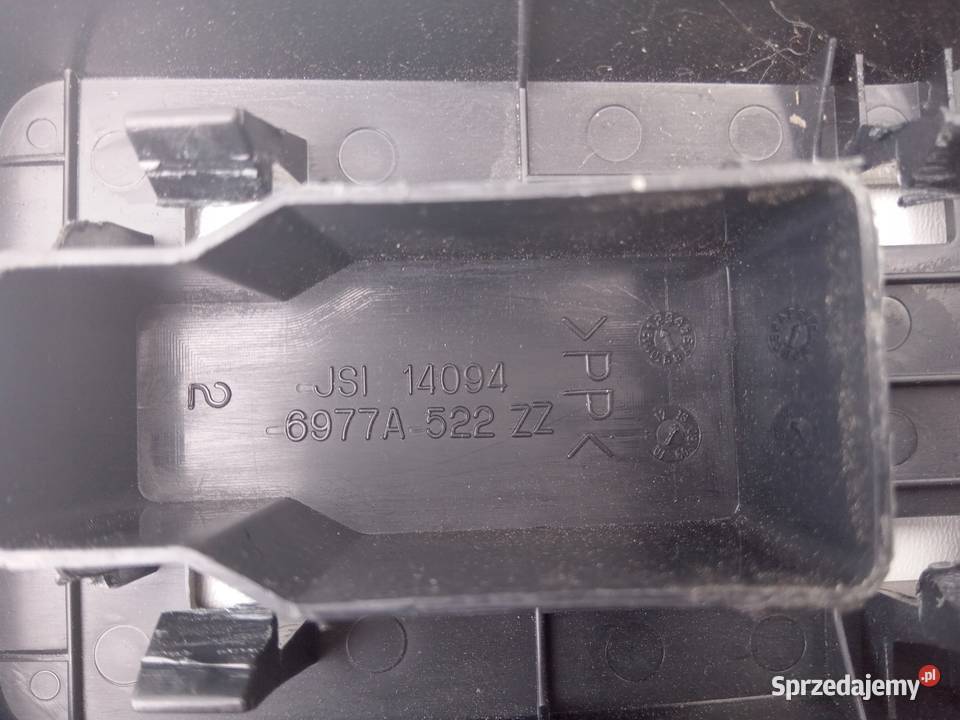 -JSI 14094
-6977A-522 ZZ
2
>PP<
Sprzedajemy.pl